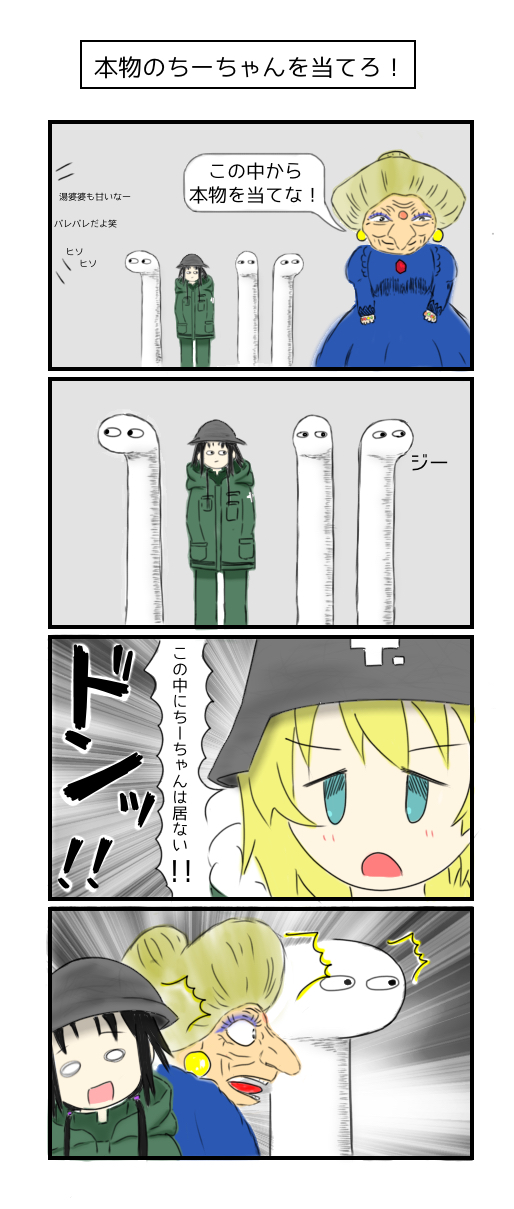 本物のちーちゃんを当てろ！
この中から
本物を当てな！
湯婆婆も甘いなー
バレバレだよ笑
ヒソ
ヒソ
ジー
この中にちーちゃんは居ない!!
ドンッ!!